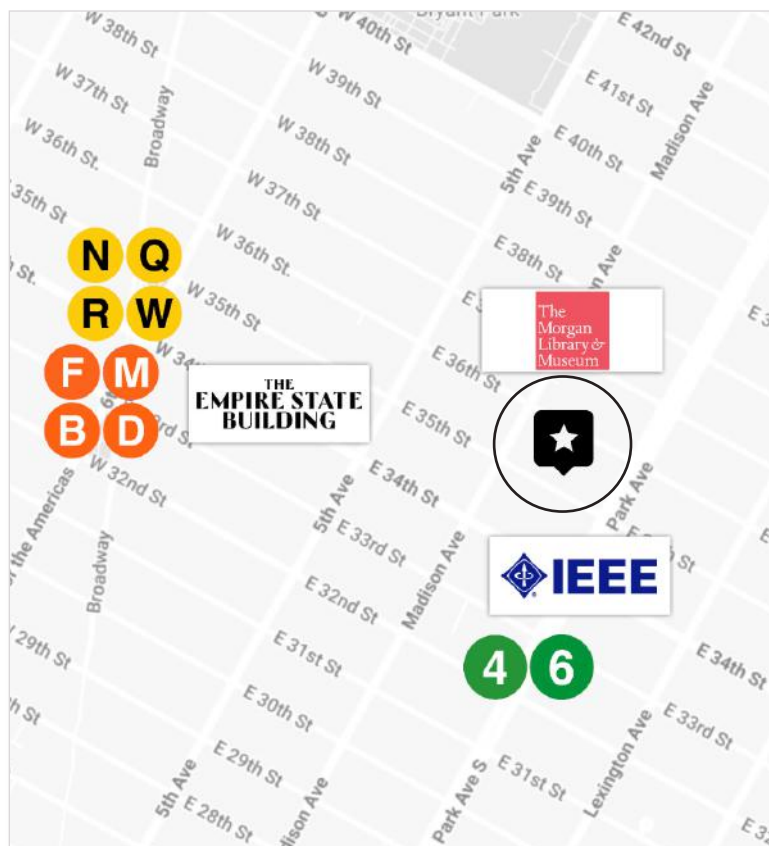 Bryant Park
W 38th St
W 40th St
E 42nd St
W 37th St
W 39th St
E 41st St
Madison Ave
Broadway
W 36th St.
W 38th St
5th Ave
E 40th St
35th St
W 37th St
E 39th St
N Q
W 36th St.
E 38th St
R W
W 35th St
The
Morgan
Library &
Museum
F M
E 36th St
THE
EMPIRE STATE
BUILDING
B D
E 35th St
W 32nd St
E 34th St
Park Ave
of the Americas
5th Ave
E 33rd St
Madison Ave
IEEE
Broadway
E 32nd St
29th St
E 31st St
4 6
E 34th St
E 30th St
E 33rd St
E 29th St
E 31st St
Lexington Ave
5th Ave
E 28th St
Park Ave S